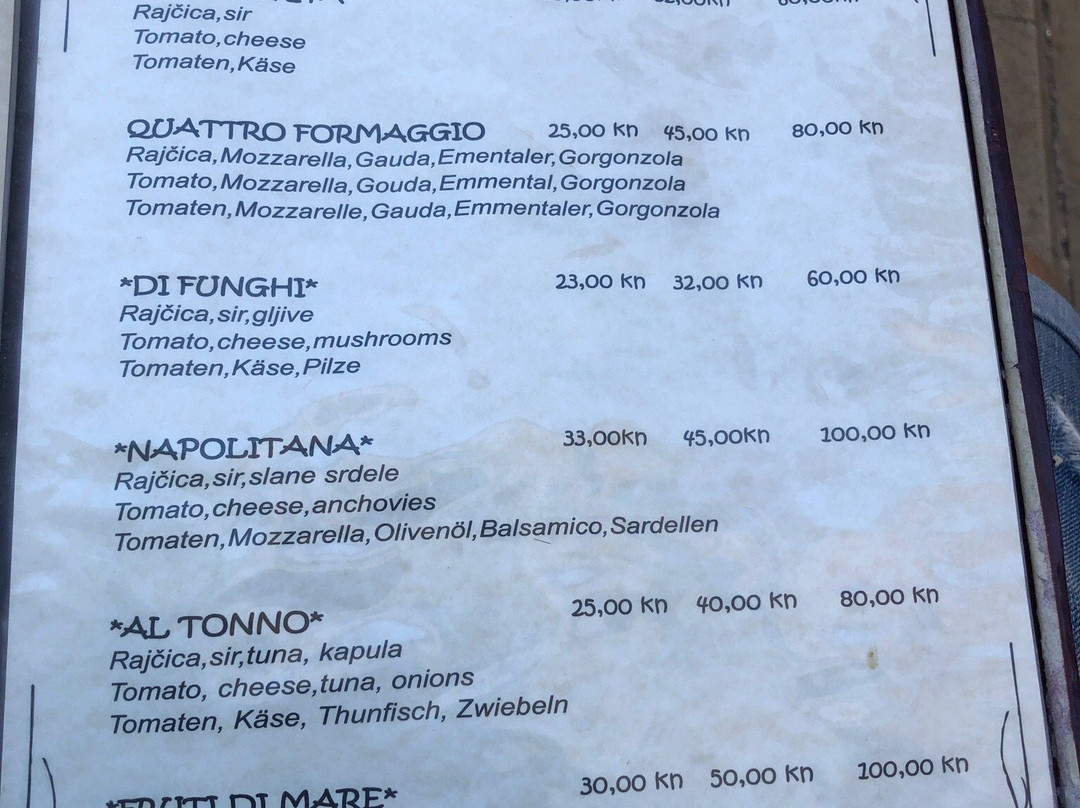 Rajčica,sir
Tomato,cheese
Tomaten,Käse
QUATTRO FORMAGGIO 25,00 kn 45,00 kn 80,00 kn
Rajčica,Mozzarella,Gauda,Ementaler,Gorgonzola
Tomato,Mozzarella,Gouda,Emmental,Gorgonzola
Tomaten,Mozzarelle,Gauda,Emmentaler,Gorgonzola
*DI FUNGHI* 23,00 kn 32,00 kn 60,00 kn
Rajčica,sir,gljive
Tomato,cheese,mushrooms
Tomaten,Käse,Pilze
*NAPOLITANA* 33,00kn 45,00kn 100,00 kn
Rajčica,sir,slane srdele
Tomato,cheese,anchovies
Tomaten,Mozzarella,Olivenöl,Balsamico,Sardellen
*AL TONNO* 25,00 kn 40,00 kn 80,00 kn
Rajčica,sir,tuna, kapula
Tomato, cheese,tuna, onions
Tomaten, Käse, Thunfisch, Zwiebeln
*FRUTI DI MARE* 30,00 kn 50,00 kn 100,00 kn